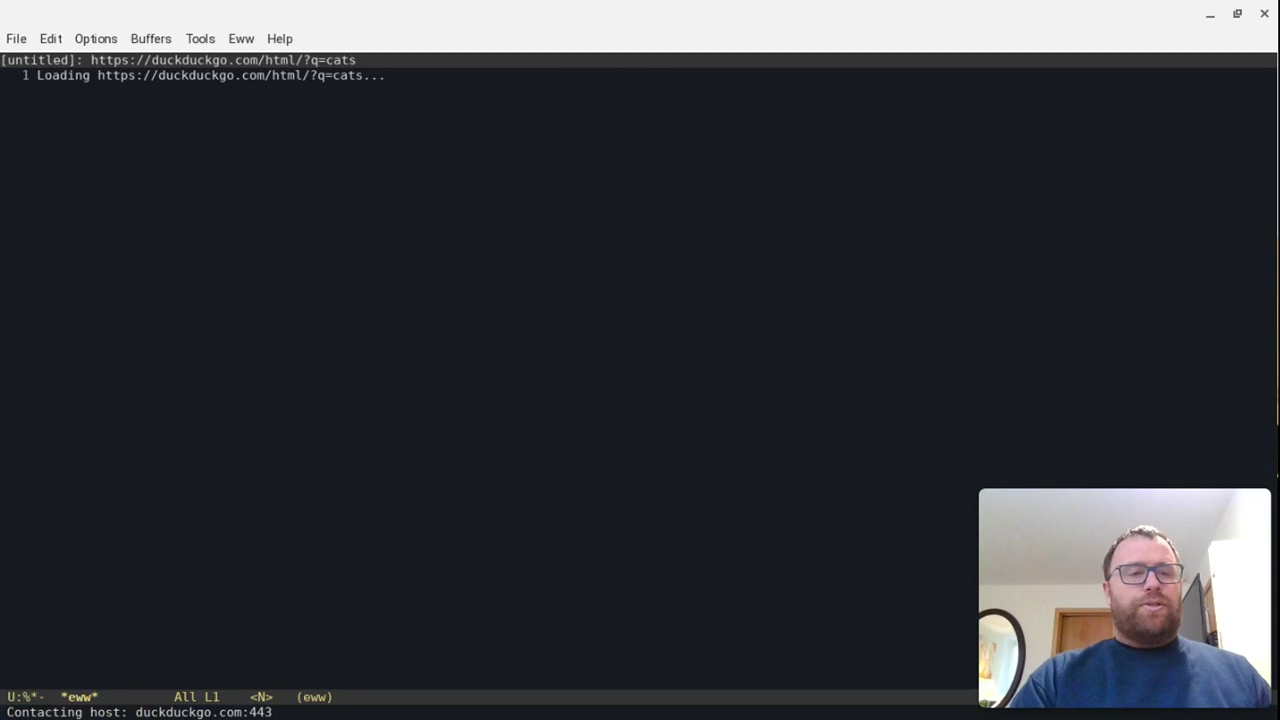 File Edit Options Buffers Tools Eww Help
[untitled]: https://duckduckgo.com/html/?q=cats
1 Loading https://duckduckgo.com/html/?q=cats...
U:%*- *eww* All L1 <N> (eww)
Contacting host: duckduckgo.com:443